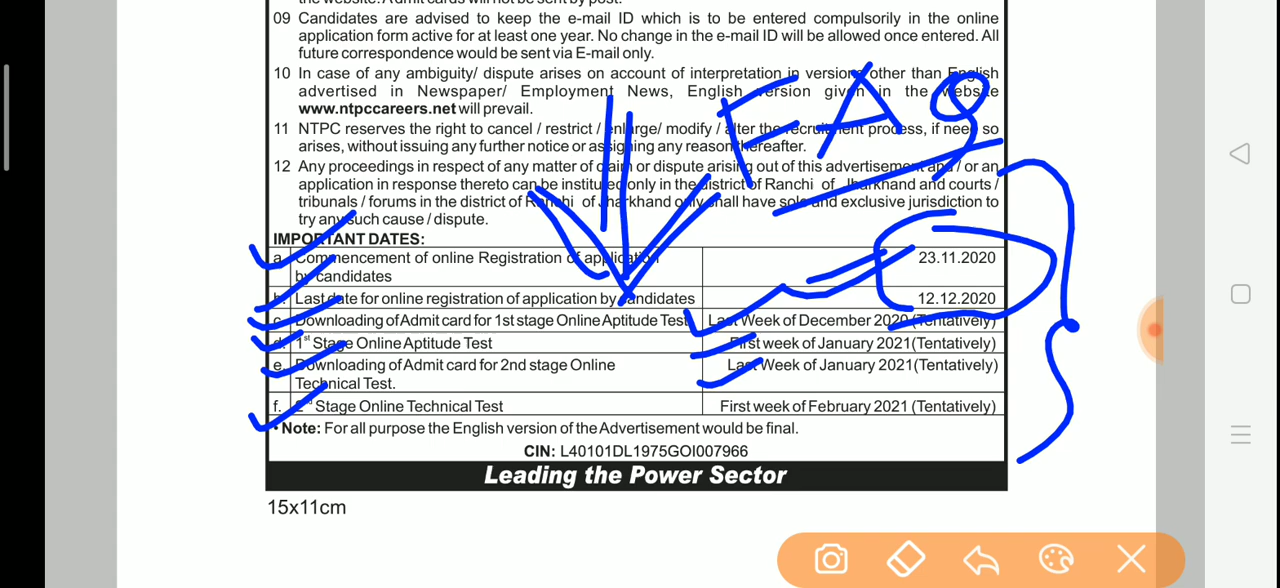 the website. Admit cards will not be sent by post.
09 Candidates are advised to keep the e-mail ID which is to be entered compulsorily in the online
application form active for at least one year. No change in the e-mail ID will be allowed once entered. All
future correspondence would be sent via E-mail only.
10 In case of any ambiguity/ dispute arises on account of interpretation in version other than English
advertised in Newspaper/ Employment News, English version given in the website
www.ntpccareers.net will prevail.
11 NTPC reserves the right to cancel / restrict / enlarge/ modify / alter the recruitment process, if need so
arises, without issuing any further notice or assigning any reason thereafter.
12 Any proceedings in respect of any matter of claim or dispute arising out of this advertisement and / or an
application in response thereto can be instituted only in the district of Ranchi of Jharkhand and courts /
tribunals / forums in the district of Ranchi of Jharkhand only shall have sole and exclusive jurisdiction to
try any such cause / dispute.
FAQ
IMPORTANT DATES:
a. Commencement of online Registration of application by candidates 23.11.2020
b. Last date for online registration of application by candidates 12.12.2020
c. Downloading of Admit card for 1st stage Online Aptitude Test Last Week of December 2020 (Tentatively)
d. 1st Stage Online Aptitude Test First week of January 2021 (Tentatively)
e. Downloading of Admit card for 2nd stage Online Technical Test. Last Week of January 2021 (Tentatively)
f. 2nd Stage Online Technical Test First week of February 2021 (Tentatively)
• Note: For all purpose the English version of the Advertisement would be final.
CIN: L40101DL1975GOI007966
Leading the Power Sector
15x11cm